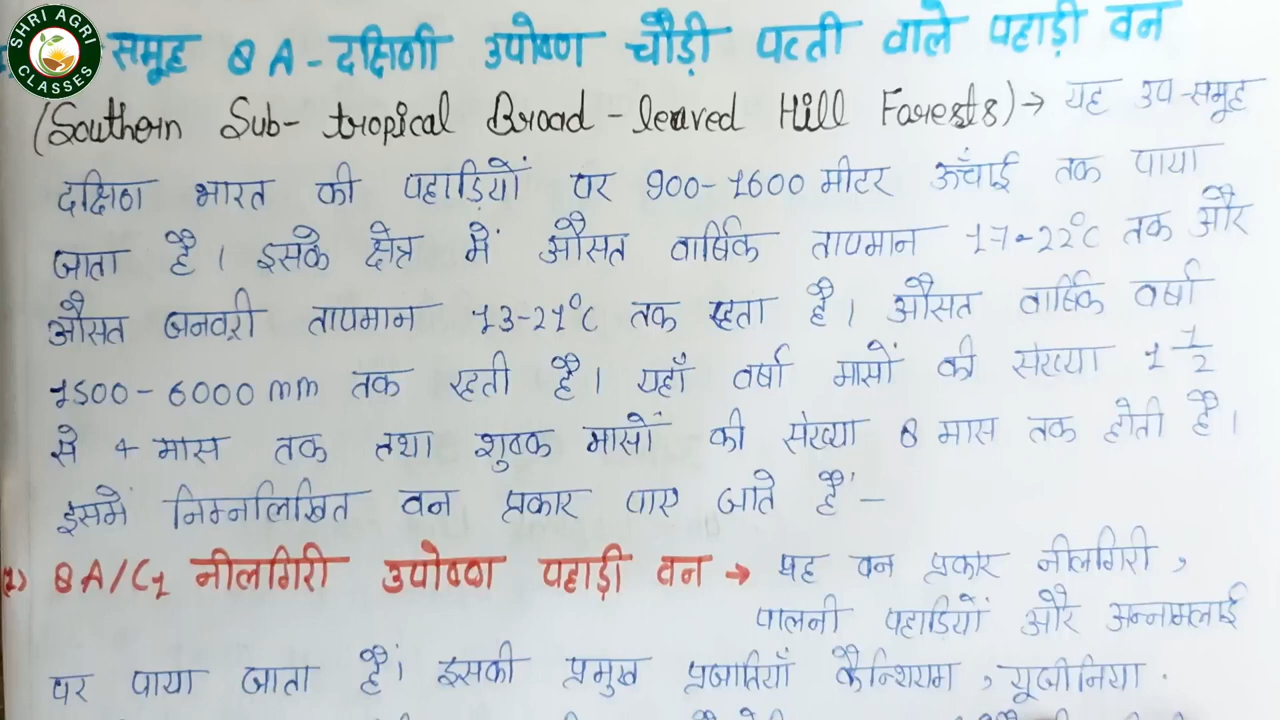 SHRI AGRI CLASSES
समूह 8 A - दक्षिणी उपोष्ण चौड़ी पत्ती वाले पहाड़ी वन
(Southern Sub-tropical Broad-leaved Hill Forests) → यह उप-समूह
दक्षिण भारत की पहाड़ियों पर 900-1600 मीटर ऊँचाई तक पाया
जाता है। इसके क्षेत्र में औसत वार्षिक तापमान 17-22°C तक और
औसत जनवरी तापमान 13-21°C तक रहता है। औसत वार्षिक वर्षा
1500-6000 mm तक रहती है। यहाँ वर्षा मासों की संख्या 1 1/2
से 4 मास तक तथा शुष्क मासों की संख्या 8 मास तक होती है।
इसमें निम्नलिखित वन प्रकार पाए जाते हैं -
(1) 8 A/C1 नीलगिरी उपोष्ण पहाड़ी वन → यह वन प्रकार नीलगिरी,
पालनी पहाड़ियों और अन्नामलाई
पर पाया जाता है। इसकी प्रमुख प्रजातियाँ कैन्शियम, यूजीनिया